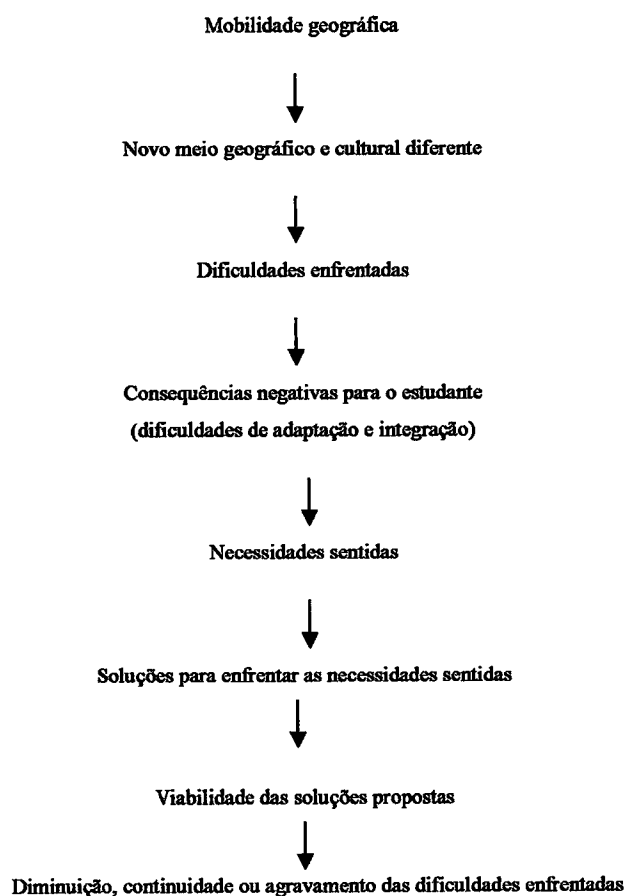 Mobilidade geográfica
Novo meio geográfico e cultural diferente
Dificuldades enfrentadas
Consequências negativas para o estudante
(dificuldades de adaptação e integração)
Necessidades sentidas
Soluções para enfrentar as necessidades sentidas
Viabilidade das soluções propostas
Diminuição, continuidade ou agravamento das dificuldades enfrentadas